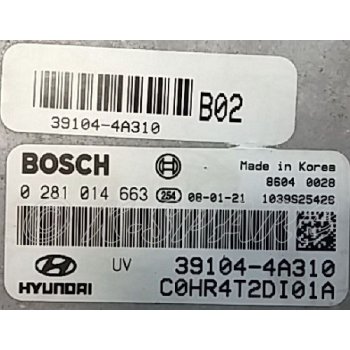 B02
39104-4A310
BOSCH
Made in Korea
8604 0028
0 281 014 663 254 08-01-21 1039S25426
HYUNDAI UV 39104-4A310
C0HR4T2DI01A